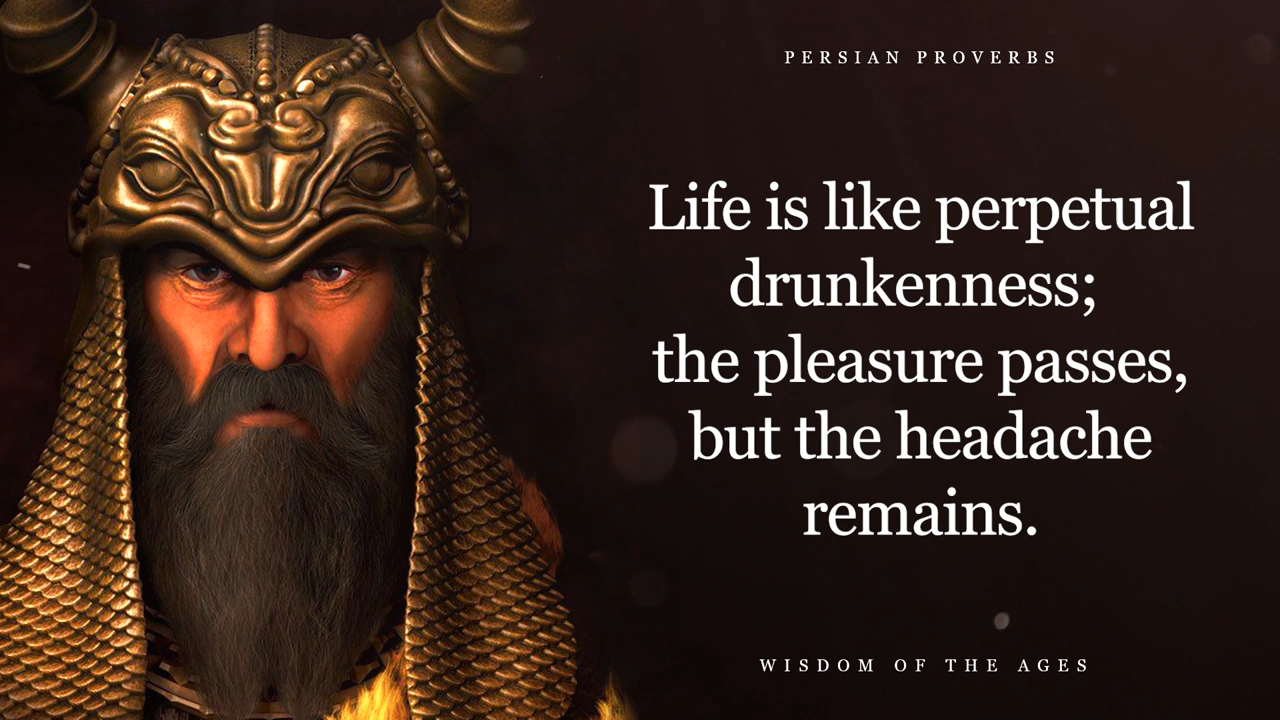 PERSIAN PROVERBS
Life is like perpetual
drunkenness;
the pleasure passes,
but the headache
remains.
WISDOM OF THE AGES